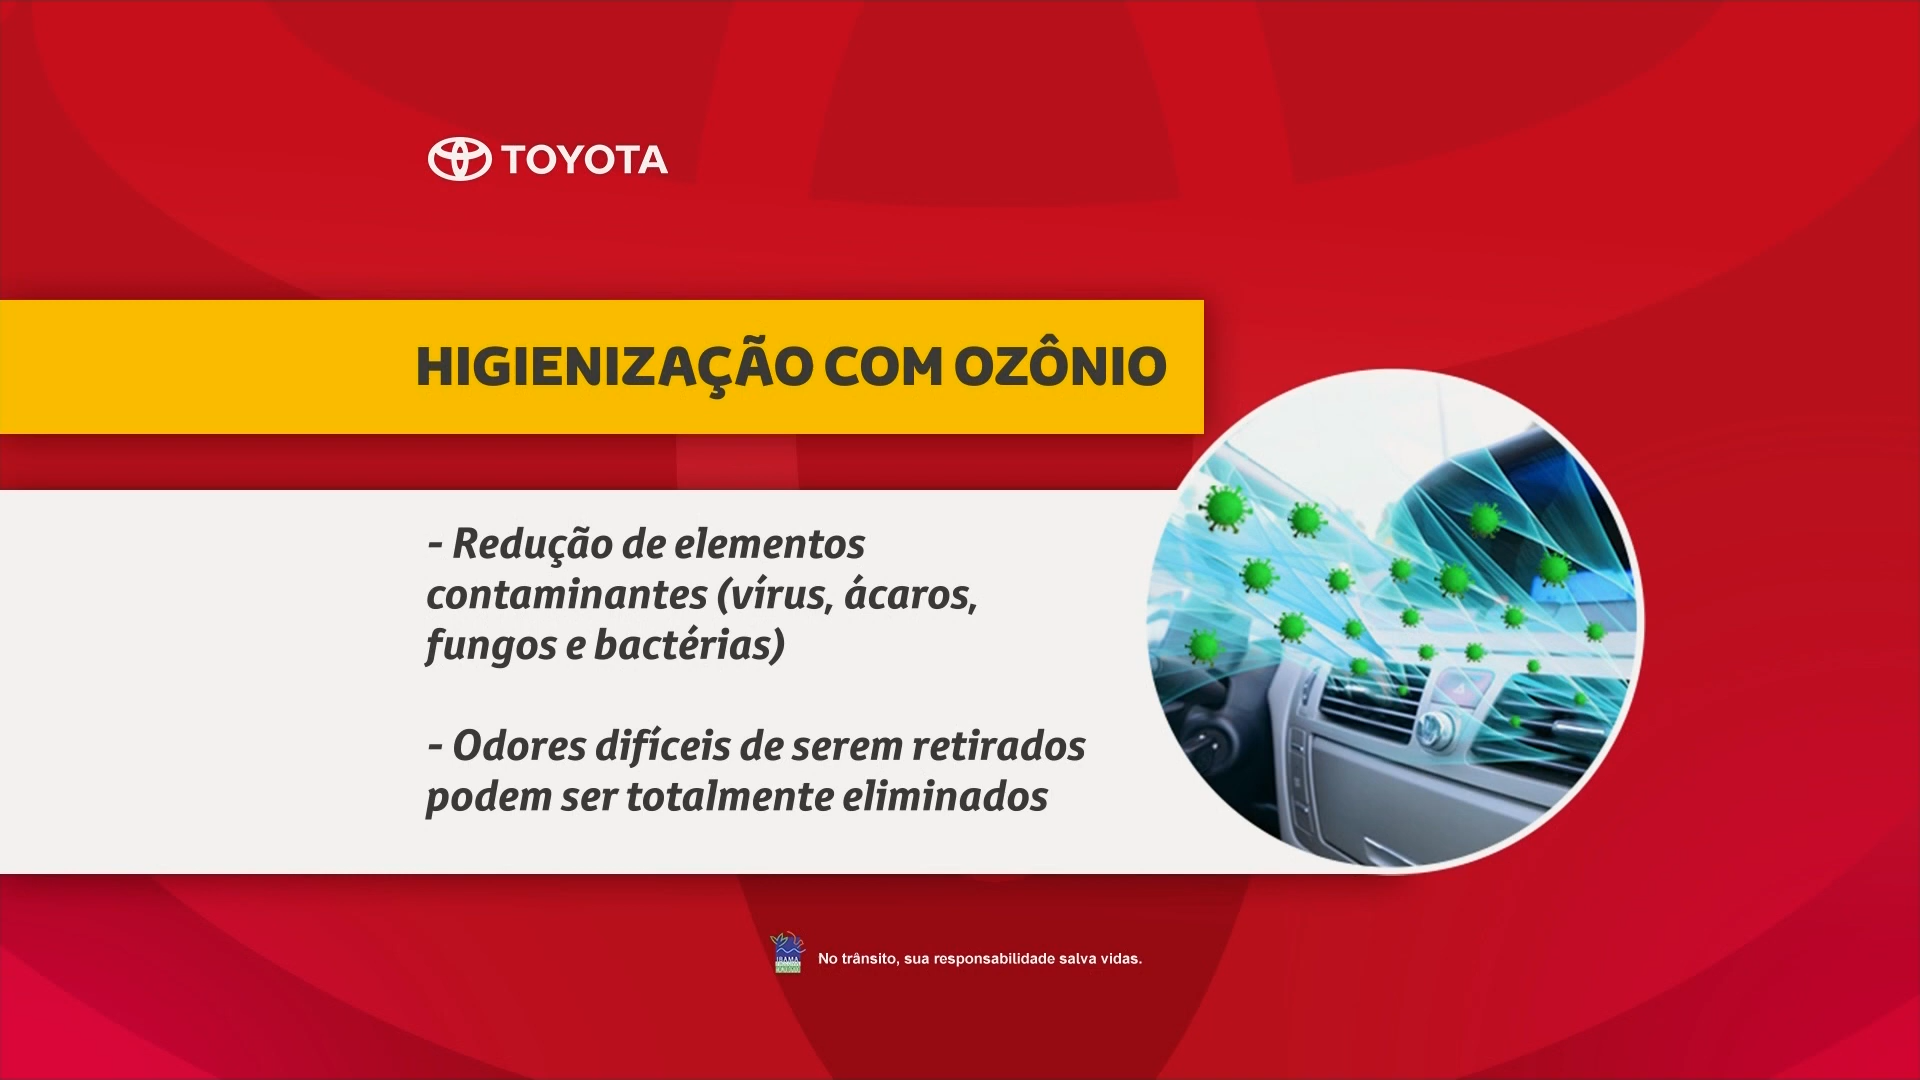 TOYOTA
HIGIENIZAÇÃO COM OZÔNIO
- Redução de elementos
contaminantes (vírus, ácaros,
fungos e bactérias)
- Odores difíceis de serem retirados
podem ser totalmente eliminados
IBAMA
No trânsito, sua responsabilidade salva vidas.